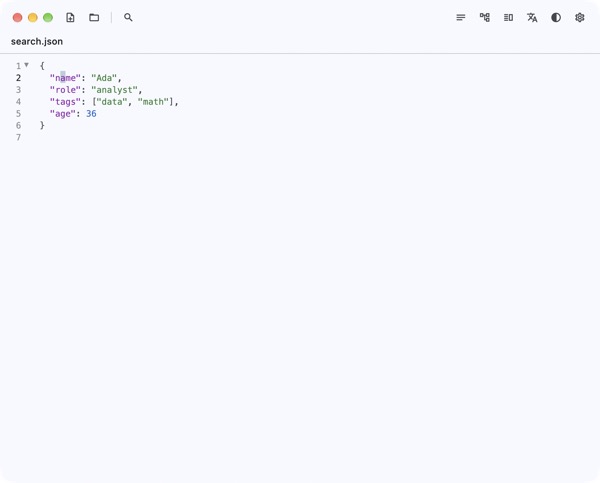 search.json
1 {
2 "name": "Ada",
3 "role": "analyst",
4 "tags": ["data", "math"],
5 "age": 36
6 }
7